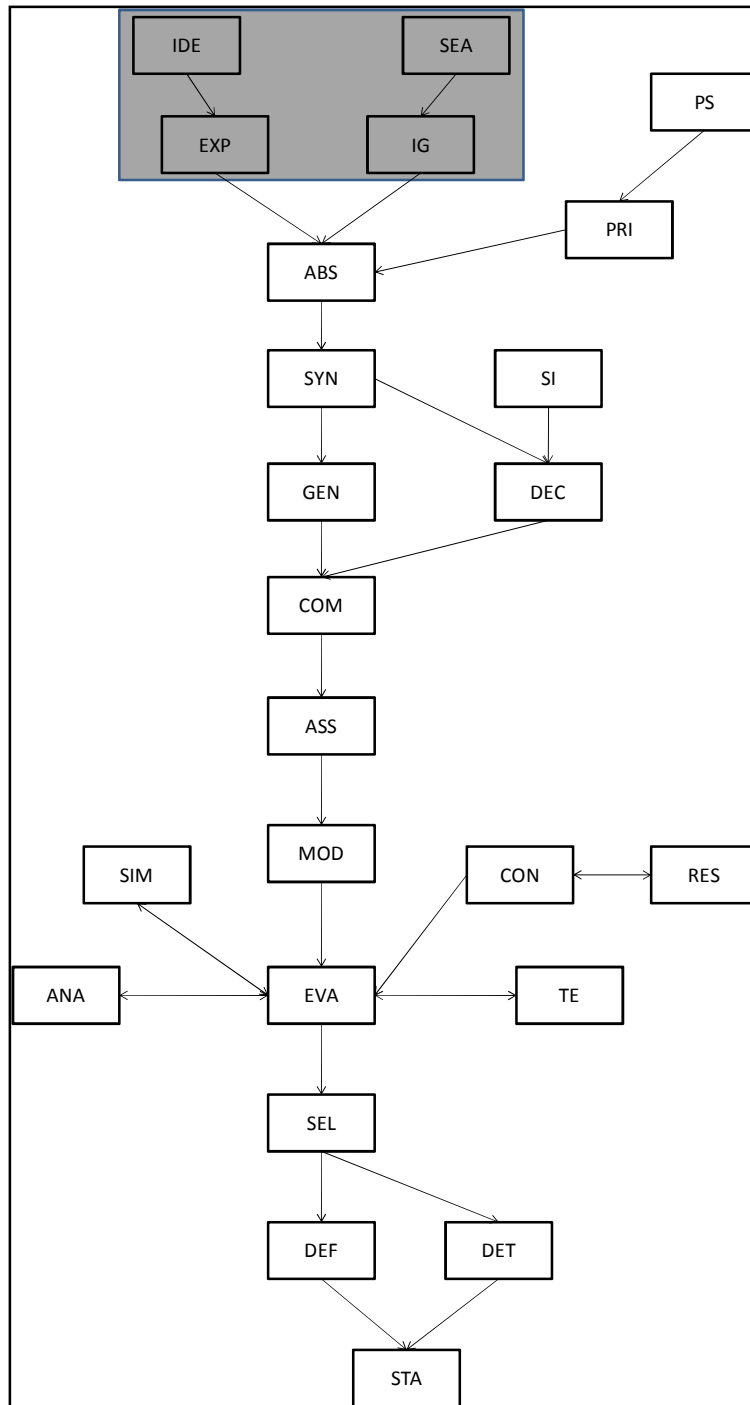 IDE
SEA
PS
EXP
IG
PRI
ABS
SYN
SI
GEN
DEC
COM
ASS
MOD
SIM
CON
RES
ANA
EVA
TE
SEL
DEF
DET
STA